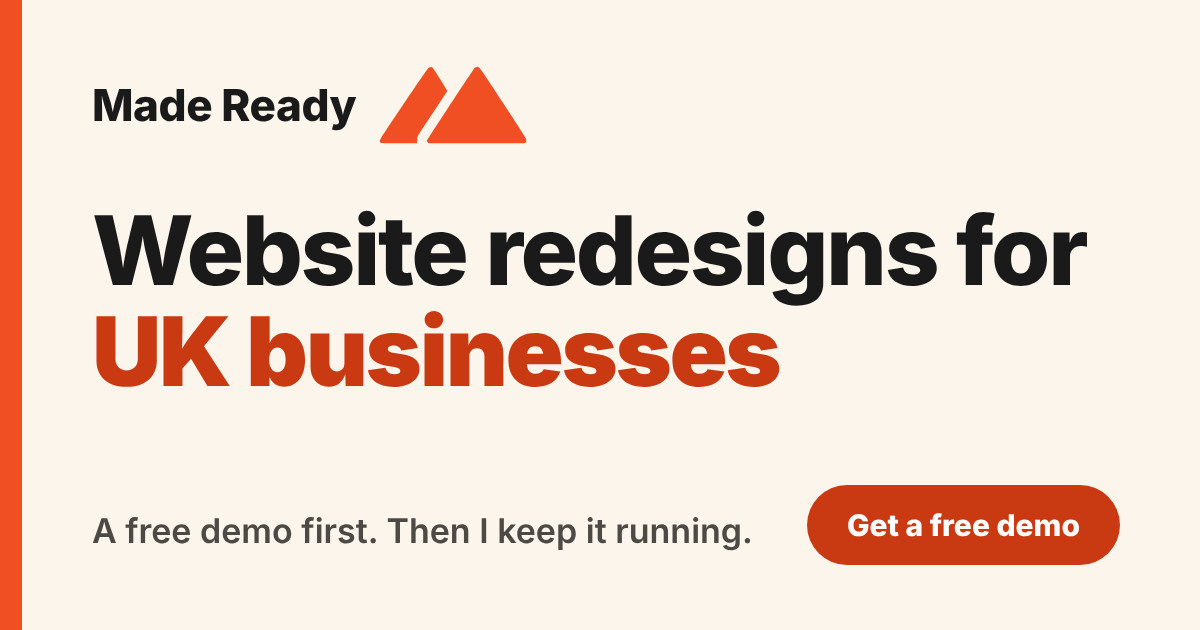 Made Ready
Website redesigns for
UK businesses
A free demo first. Then I keep it running.
Get a free demo